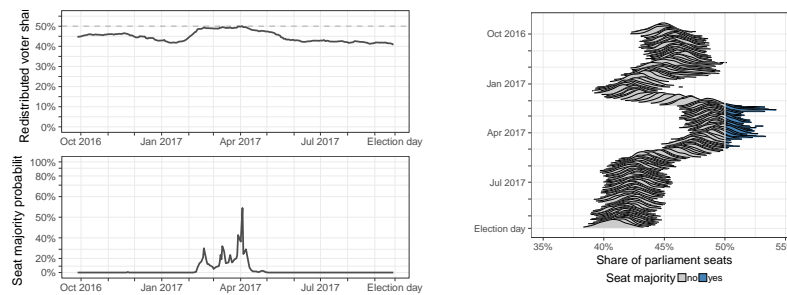 Redistributed voter shar
50%
40%
30%
20%
10%
0%
Oct 2016 Jan 2017 Apr 2017 Jul 2017 Election day
Seat majority probabilit
100%
80%
60%
40%
20%
0%
Oct 2016 Jan 2017 Apr 2017 Jul 2017 Election day
Oct 2016
Jan 2017
Apr 2017
Jul 2017
Election day
35% 40% 45% 50% 55
Share of parliament seats
Seat majority no yes